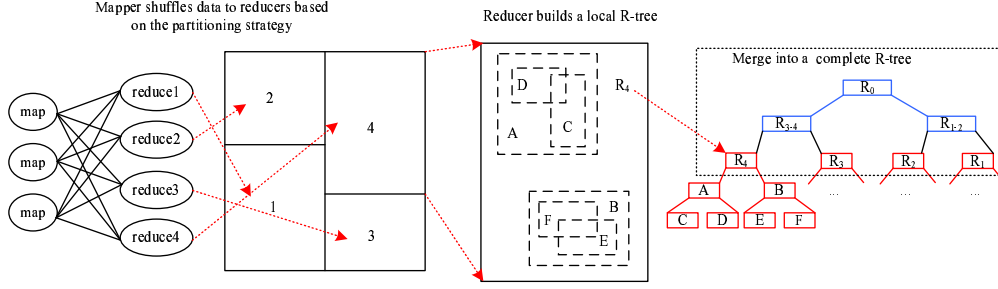 Mapper shuffles data to reducers based
on the partitioning strategy
map
map
map
reduce1
reduce2
reduce3
reduce4
2
4
1
3
Reducer builds a local R-tree
D
A
C
R4
B
F
E
Merge into a complete R-tree
R0
R3-4
R1-2
R4
R3
R2
R1
A
B
...
...
...
C
D
E
F